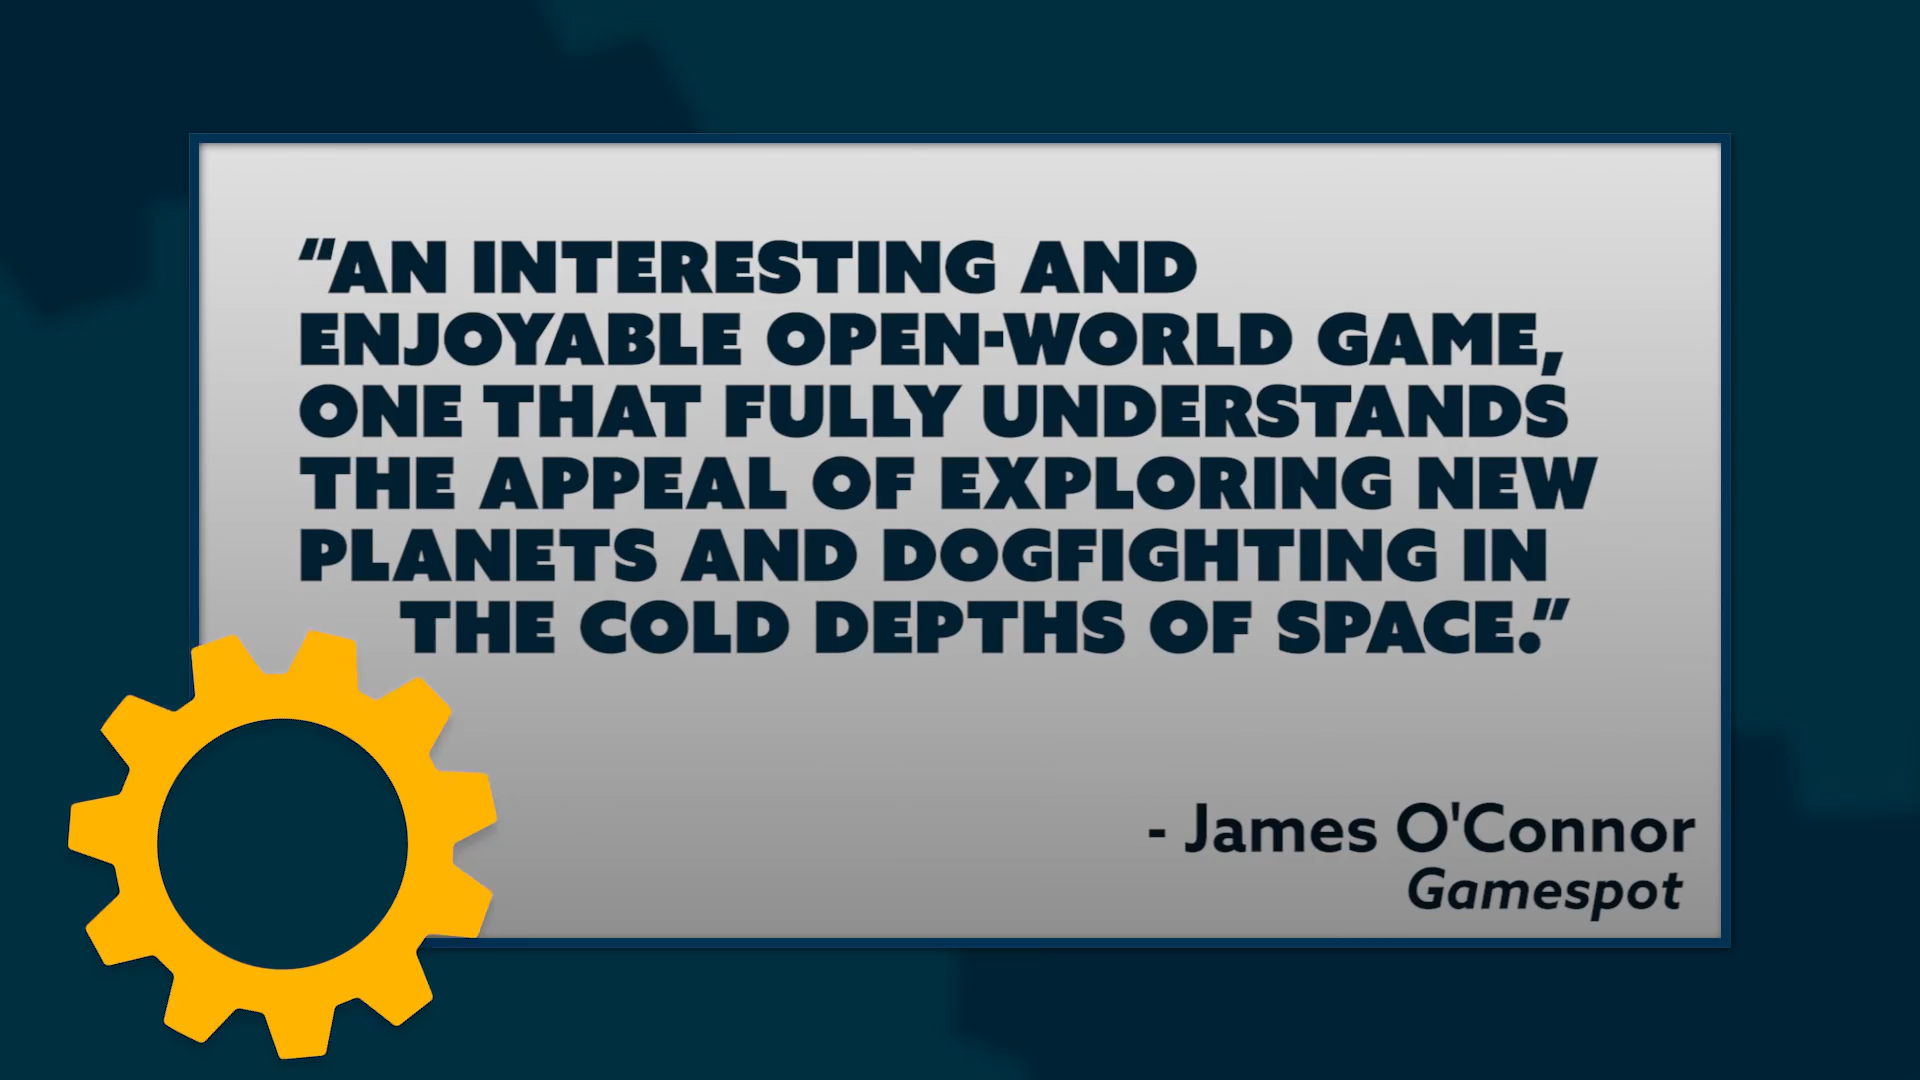 “AN INTERESTING AND
ENJOYABLE OPEN-WORLD GAME,
ONE THAT FULLY UNDERSTANDS
THE APPEAL OF EXPLORING NEW
PLANETS AND DOGFIGHTING IN
THE COLD DEPTHS OF SPACE.”
- James O'Connor
Gamespot